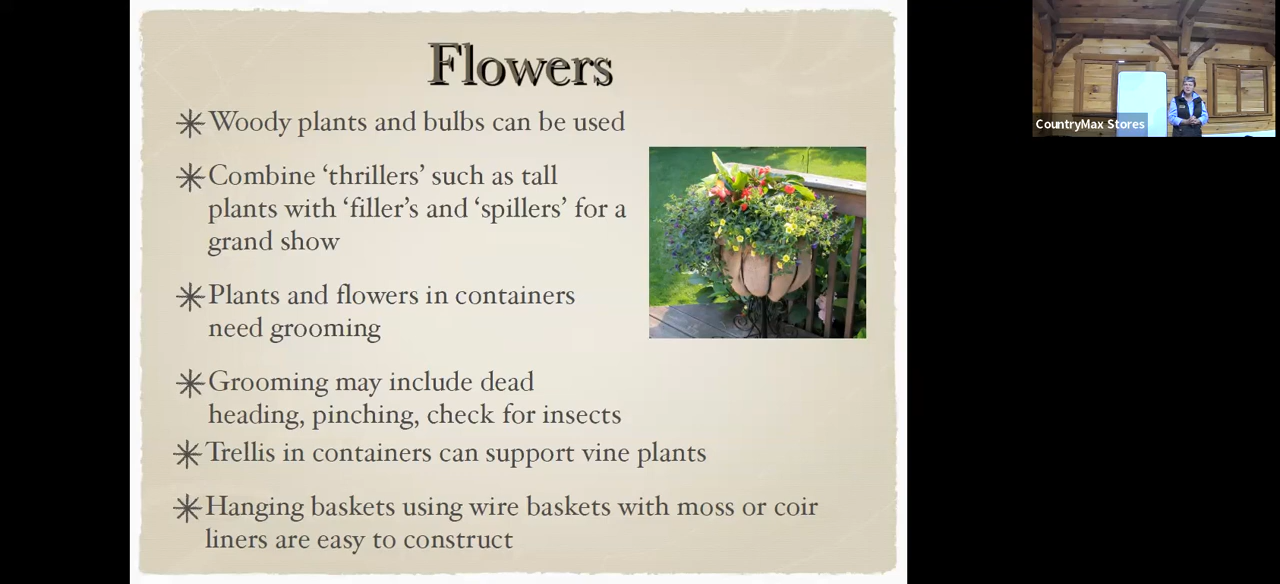 Flowers
Woody plants and bulbs can be used
Combine ‘thrillers’ such as tall
plants with ‘filler’s and ‘spillers’ for a
grand show
Plants and flowers in containers
need grooming
Grooming may include dead
heading, pinching, check for insects
Trellis in containers can support vine plants
Hanging baskets using wire baskets with moss or coir
liners are easy to construct
CountryMax Stores